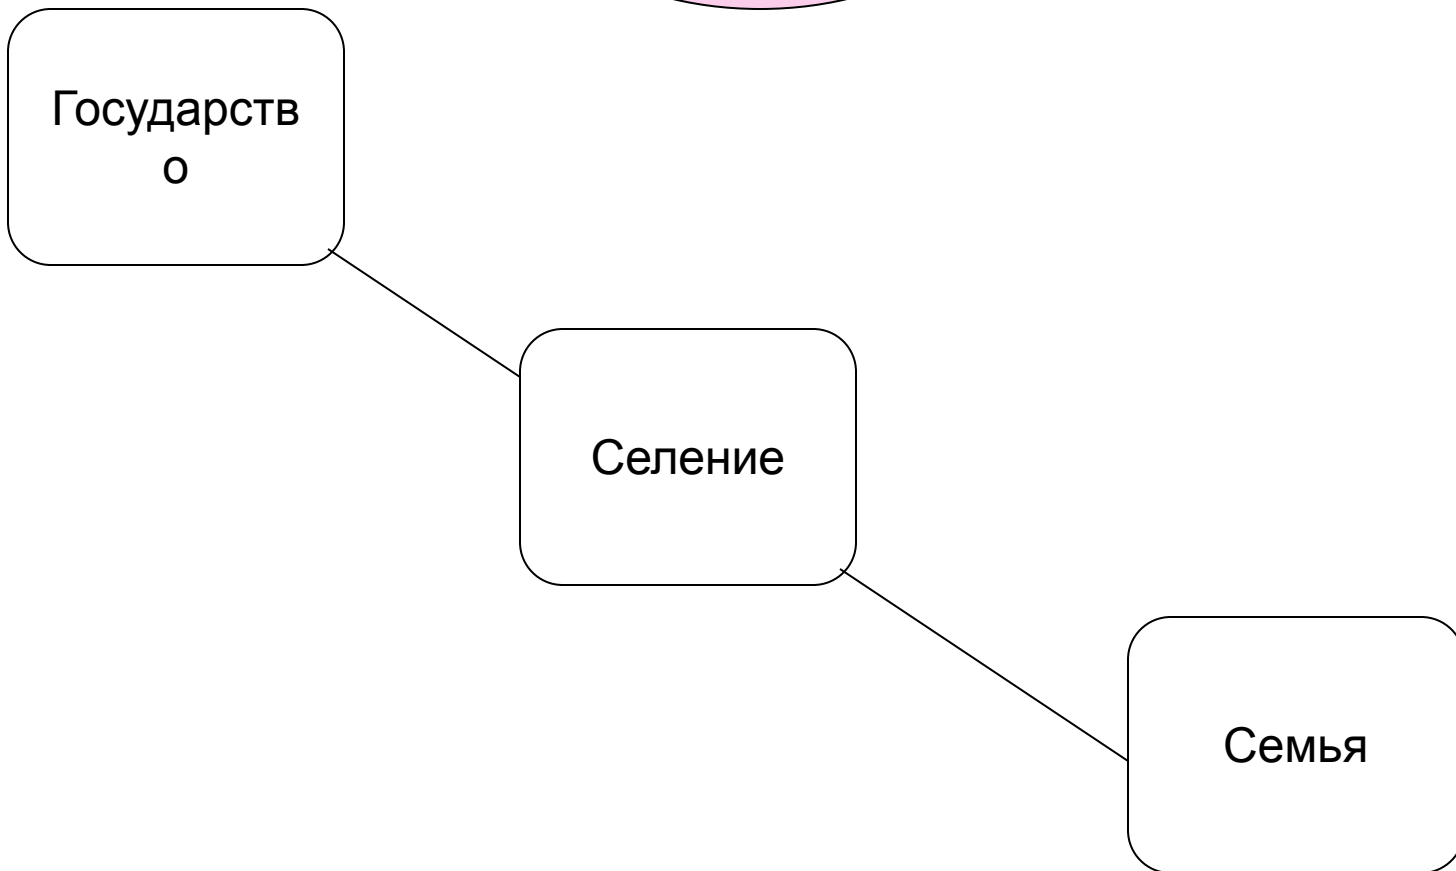 Государств
о
Селение
Семья